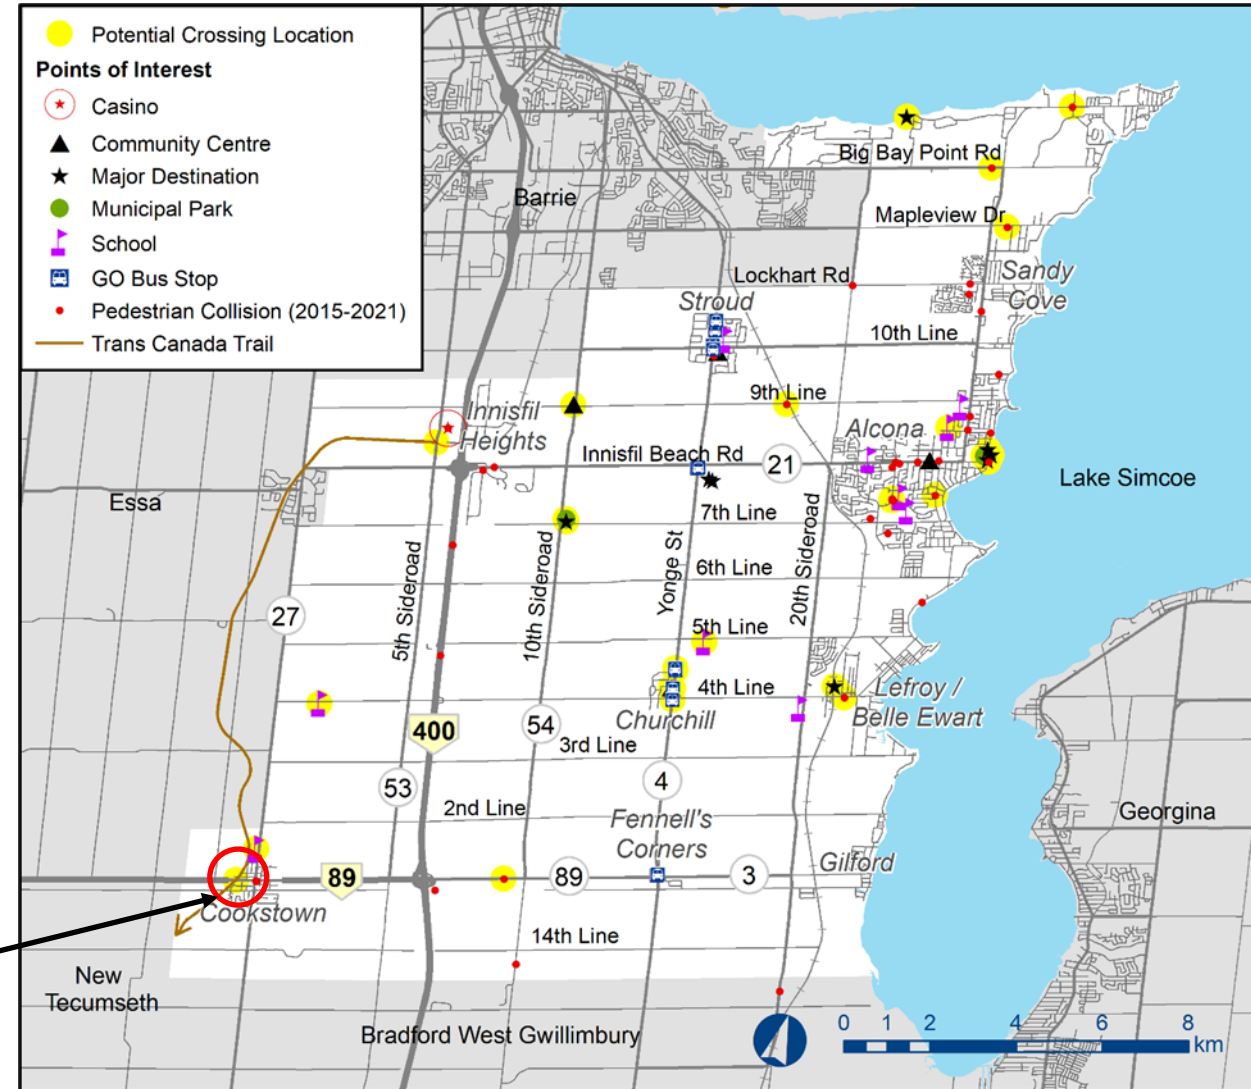 Potential Crossing Location
Points of Interest
Casino
Community Centre
Major Destination
Municipal Park
School
GO Bus Stop
Pedestrian Collision (2015-2021)
Trans Canada Trail
Big Bay Point Rd
Barrie
Mapleview Dr
Lockhart Rd
Sandy
Cove
Stroud
10th Line
9th Line
Innisfil
Heights
Alcona
Innisfil Beach Rd
21
Lake Simcoe
Essa
7th Line
6th Line
5th Sideroad
10th Sideroad
Yonge St
20th Sideroad
27
5th Line
4th Line
Lefroy /
Belle Ewart
Churchill
400
54
3rd Line
53
4
2nd Line
Fennell's
Corners
Georgina
Gilford
89
89
3
Cookstown
14th Line
New
Tecumseth
Bradford West Gwillimbury
0 1 2 4 6 8
km